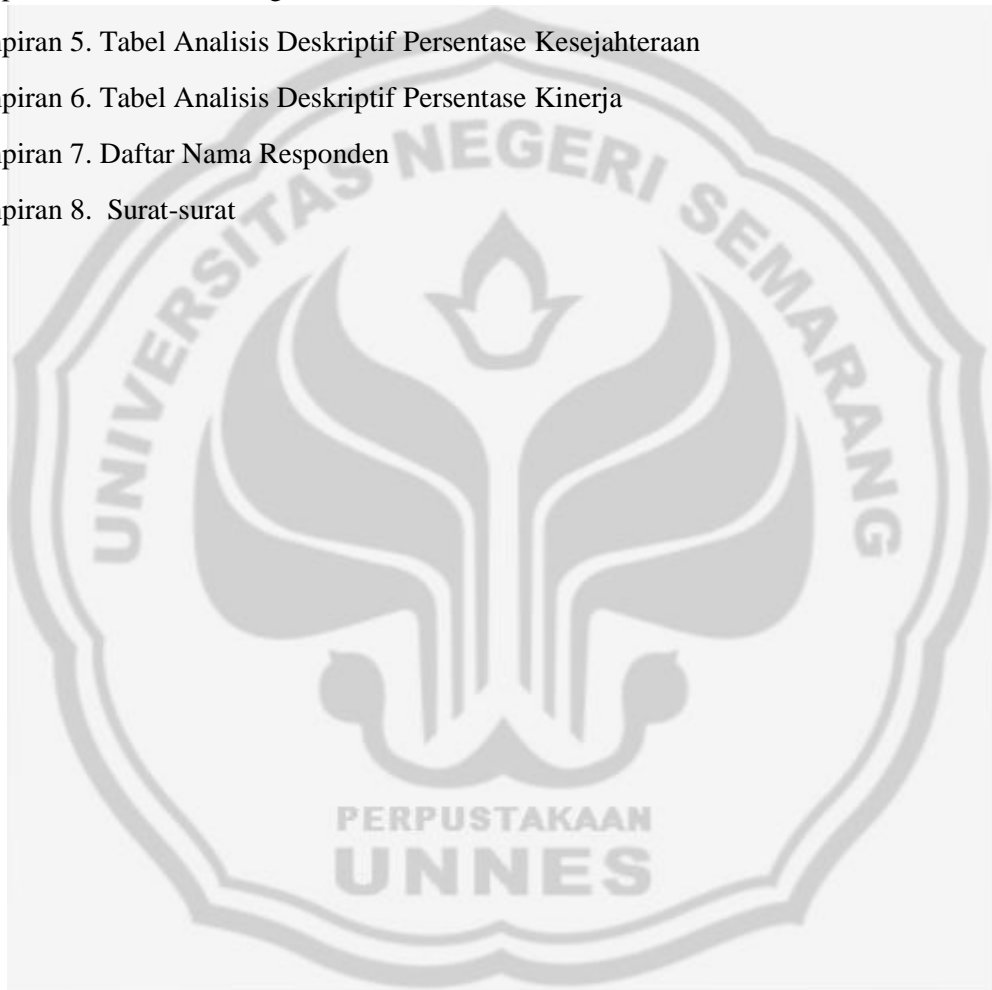 piran 5. Tabel Analisis Deskriptif Persentase Kesejahteraan
piran 6. Tabel Analisis Deskriptif Persentase Kinerja
piran 7. Daftar Nama Responden
piran 8. Surat-surat
UNIVERSITAS NEGERI SEMARANG
PERPUSTAKAAN
UNNES